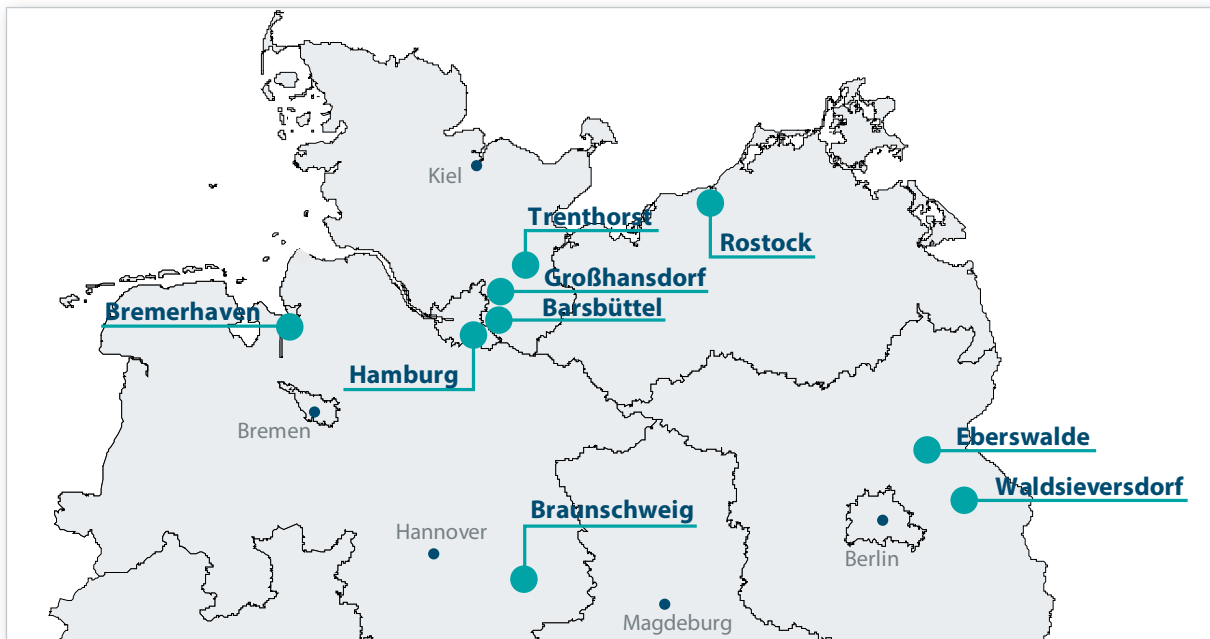 Kiel
Trenthorst
Rostock
Großhansdorf
Barsbüttel
Bremerhaven
Hamburg
Bremen
Eberswalde
Waldsieversdorf
Braunschweig
Hannover
Berlin
Magdeburg